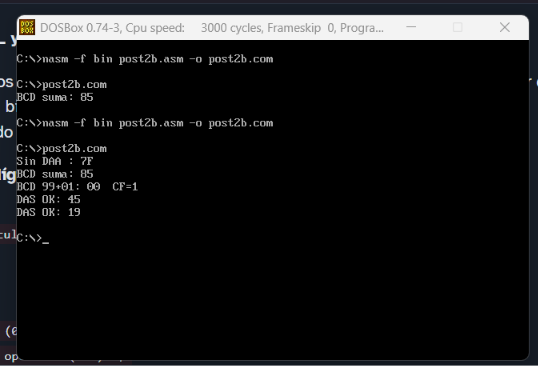 DOSBox 0.74-3, Cpu speed: 3000 cycles, Frameskip 0, Progra...
C:\>nasm -f bin post2b.asm -o post2b.com
C:\>post2b.com
BCD suma: 85
C:\>nasm -f bin post2b.asm -o post2b.com
C:\>post2b.com
Sin DAA : 7F
BCD suma: 85
BCD 99+01: 00  CF=1
DAS OK: 45
DAS OK: 19
C:\>_